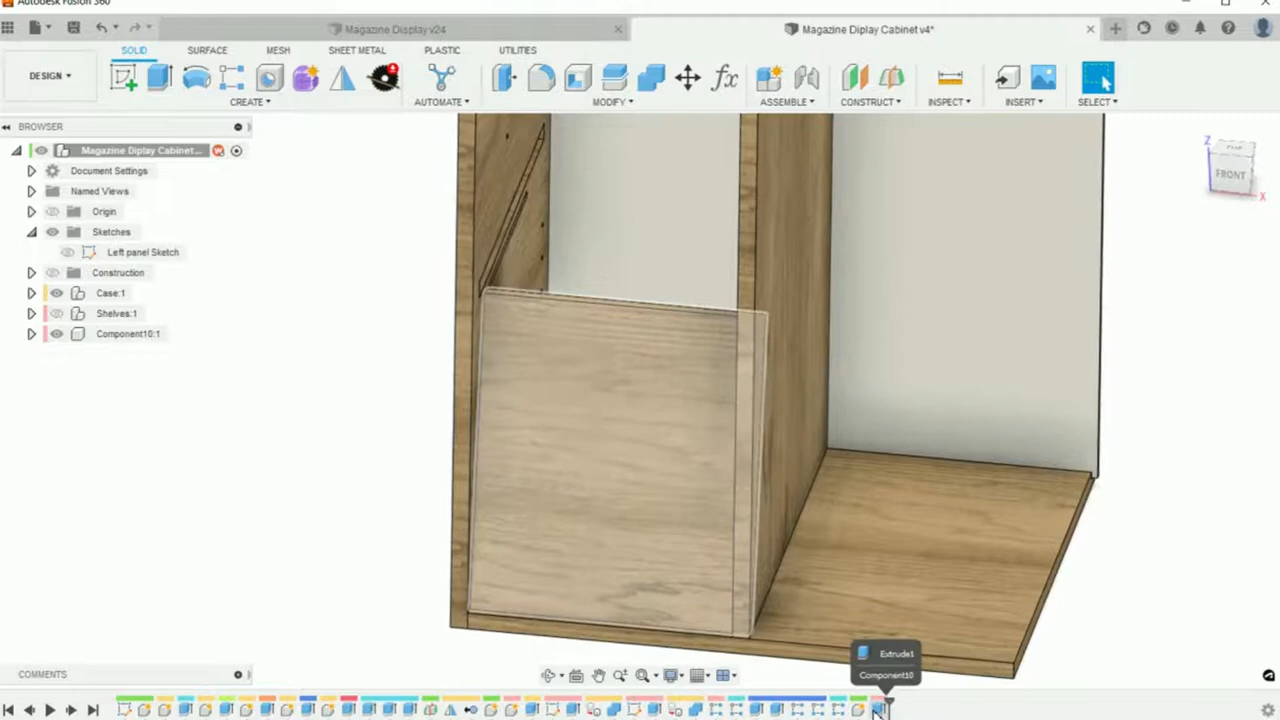 Autodesk Fusion 360
Magazine Display v24
Magazine Diplay Cabinet v4*
SOLID SURFACE MESH SHEET METAL PLASTIC UTILITIES
DESIGN
CREATE AUTOMATE MODIFY ASSEMBLE CONSTRUCT INSPECT INSERT SELECT
BROWSER
Magazine Diplay Cabinet...
Document Settings
Named Views
Origin
Sketches
Left panel Sketch
Construction
Case:1
Shelves:1
Component10:1
Z
FRONT
X
Extrude1
Component10
COMMENTS